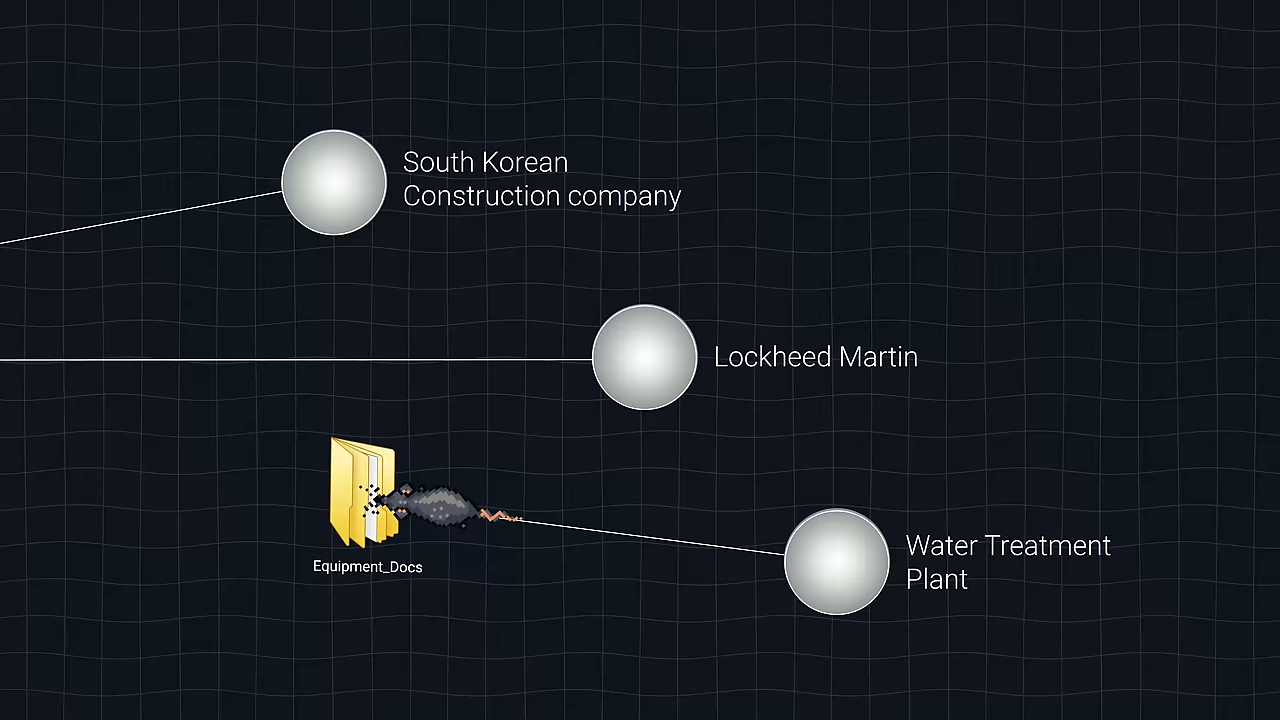 South Korean
Construction company
Lockheed Martin
Equipment_Docs
Water Treatment
Plant